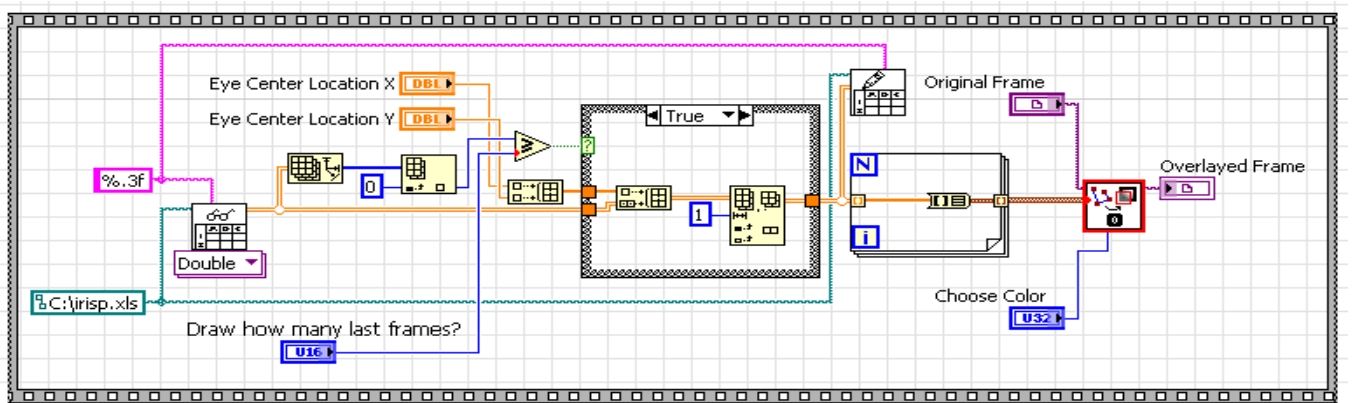 Eye Center Location X
DBL
Eye Center Location Y
DBL
True
Original Frame
≥
?
N
Overlayed Frame
%.3f
0
1
i
0
Double
C:\irisp.xls
Choose Color
U32
Draw how many last frames?
U16